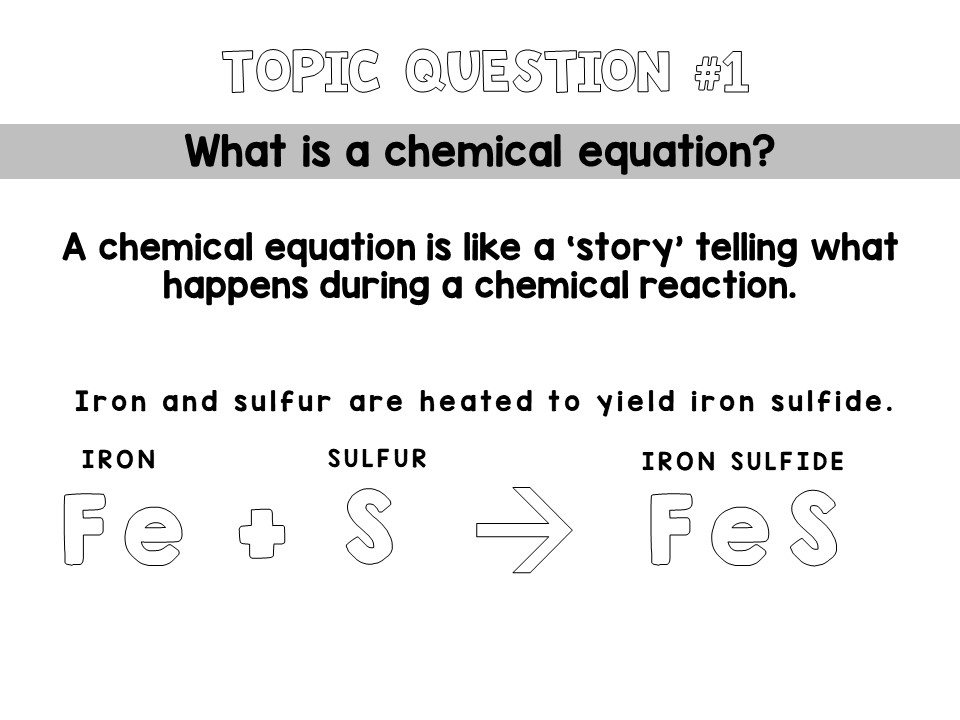 TOPIC QUESTION #1
What is a chemical equation?
A chemical equation is like a ‘story’ telling what
happens during a chemical reaction.
Iron and sulfur are heated to yield iron sulfide.
IRON SULFUR IRON SULFIDE
Fe + S → FeS